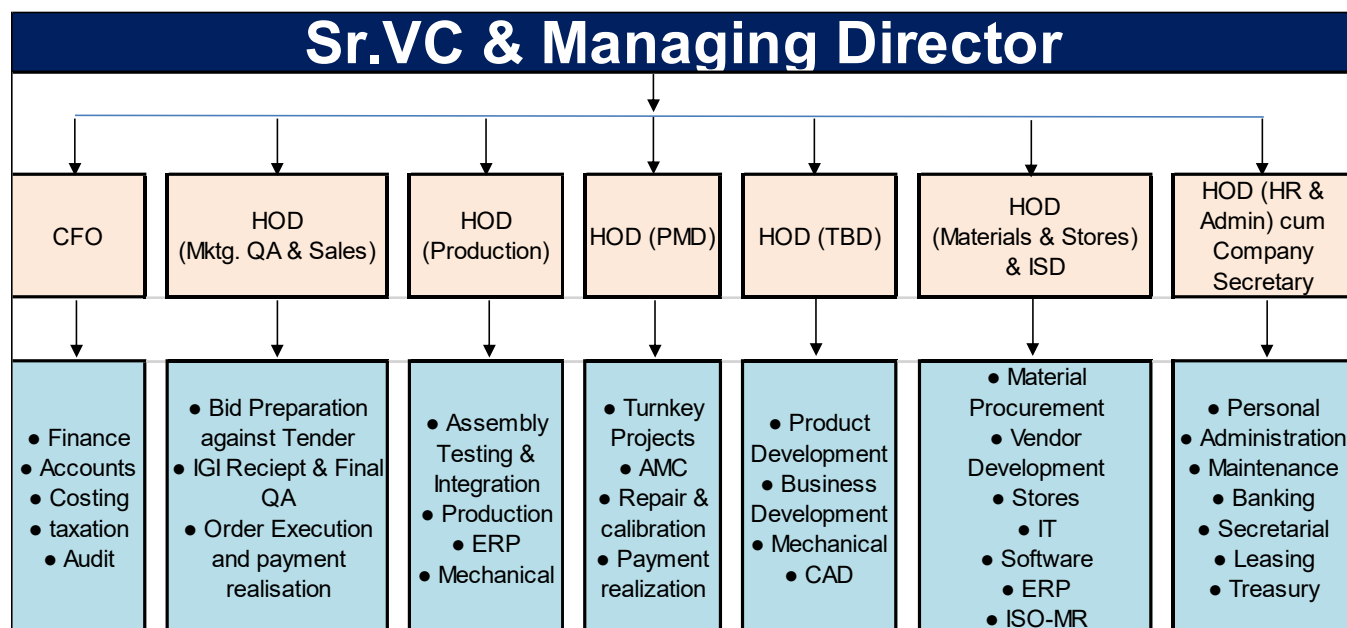 Sr.VC & Managing Director
CFO
HOD
(Mktg. QA & Sales)
HOD
(Production)
HOD (PMD)
HOD (TBD)
HOD
(Materials & Stores)
& ISD
HOD (HR &
Admin) cum
Company
Secretary
● Finance
● Accounts
● Costing
● taxation
● Audit
● Bid Preparation
against Tender
● IGI Reciept & Final
QA
● Order Execution
and payment
realisation
● Assembly
Testing &
Integration
● Production
● ERP
● Mechanical
● Turnkey
Projects
● AMC
● Repair &
calibration
● Payment
realization
● Product
Development
● Business
Development
● Mechanical
● CAD
● Material
Procurement
● Vendor
Development
● Stores
● IT
● Software
● ERP
● ISO-MR
● Personal
● Administration
● Maintenance
● Banking
● Secretarial
● Leasing
● Treasury